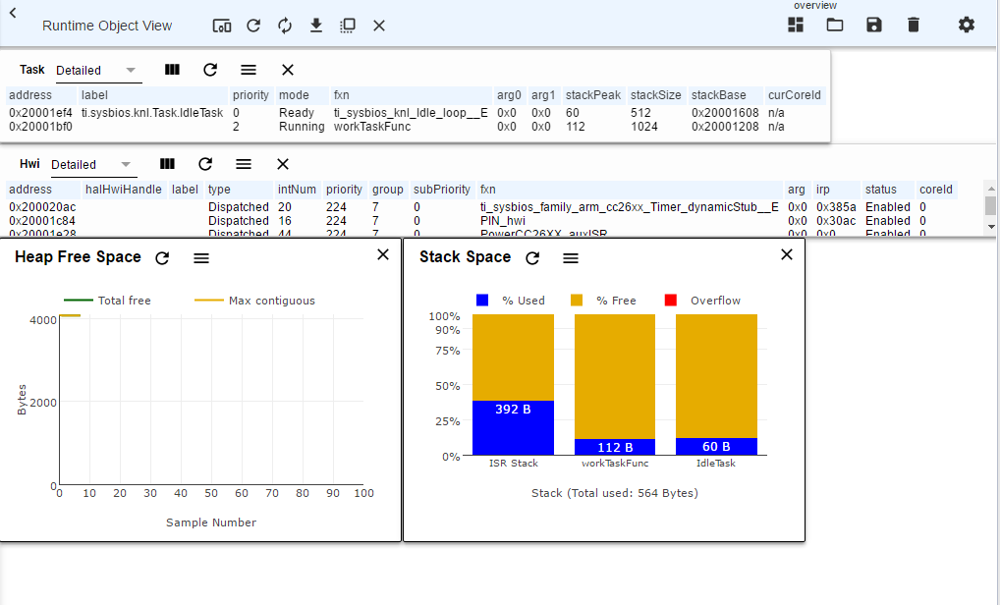 overview
Runtime Object View
Task Detailed
address label priority mode fxn arg0 arg1 stackPeak stackSize stackBase curCoreId
0x20001ef4 ti.sysbios.knl.Task.IdleTask 0 Ready ti_sysbios_knl_Idle_loop__E 0x0 0x0 60 512 0x20001608 n/a
0x20001bf0 2 Running workTaskFunc 0x0 0x0 112 1024 0x20001208 n/a
Hwi Detailed
address halHwiHandle label type intNum priority group subPriority fxn arg irp status coreId
0x200020ac Dispatched 20 224 7 0 ti_sysbios_family_arm_cc26xx_Timer_dynamicStub__E 0x0 0x385a Enabled 0
0x20001c84 Dispatched 16 224 7 0 PIN_hwi 0x0 0x30ac Enabled 0
0x20001e28 Dispatched 44 224 7 0 PowerCC26XX_auxISR 0x0 0x0 Enabled 0
Heap Free Space
Total free Max contiguous
4000
2000
0
Bytes
0 10 20 30 40 50 60 70 80 90 100
Sample Number
Stack Space
% Used % Free Overflow
100%
90%
75%
50%
25%
0%
392 B 112 B 60 B
ISR Stack workTaskFunc IdleTask
Stack (Total used: 564 Bytes)